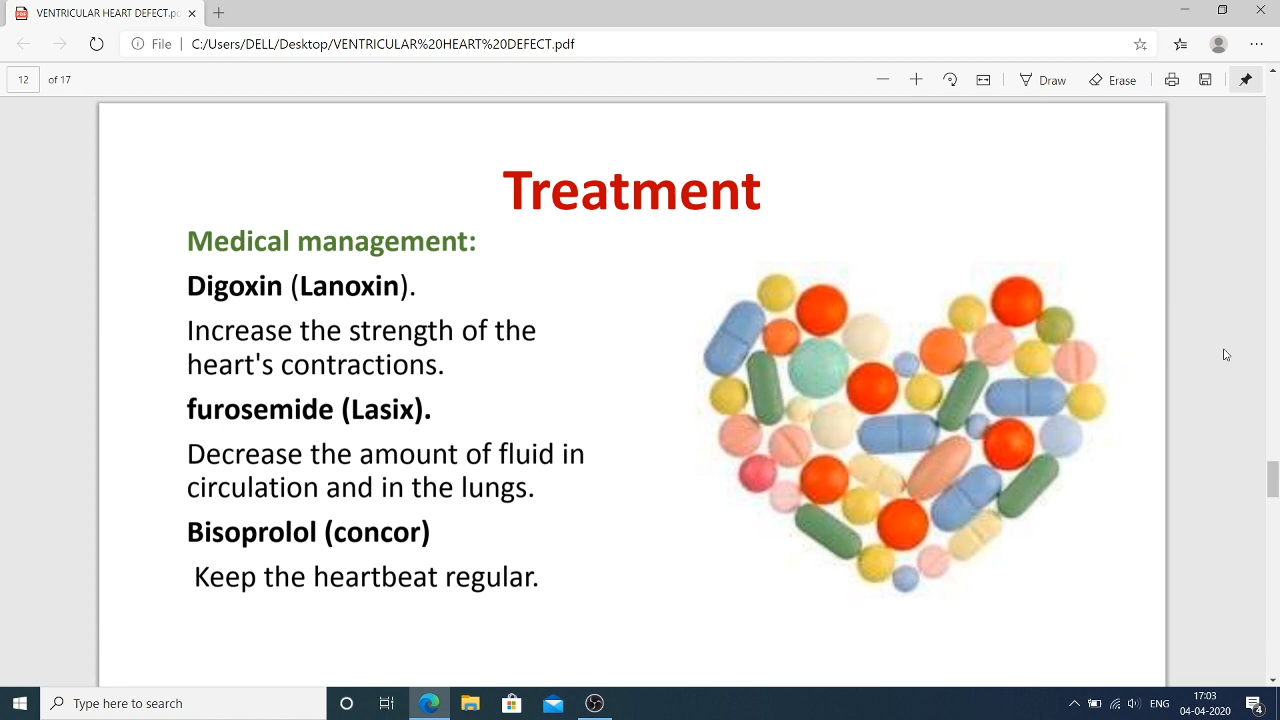 VENTRICULAR HEART DEFECT.pd
File | C:/Users/DELL/Desktop/VENTRICULAR%20HEART%20DEFECT.pdf
12 of 17
Draw
Erase
Treatment
Medical management:
Digoxin (Lanoxin).
Increase the strength of the
heart's contractions.
furosemide (Lasix).
Decrease the amount of fluid in
circulation and in the lungs.
Bisoprolol (concor)
Keep the heartbeat regular.
Type here to search
ENG
17:03
04-04-2020
4